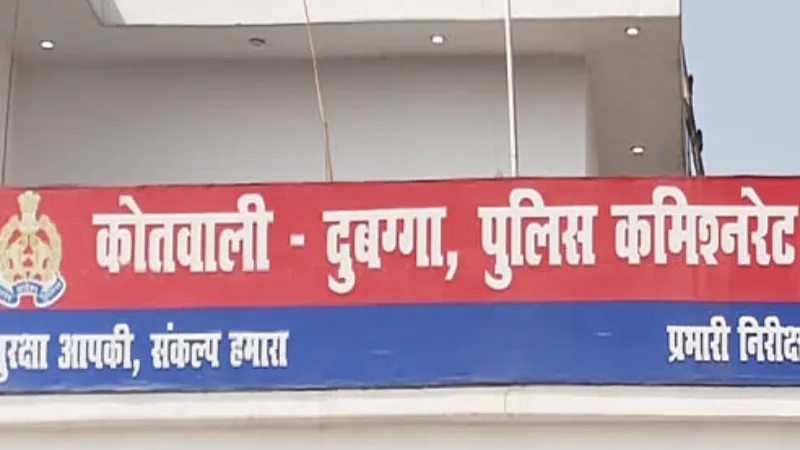 कोतवाली - दुबग्गा, पुलिस कमिश्नरेट
सुरक्षा आपकी, संकल्प हमारा
प्रभारी